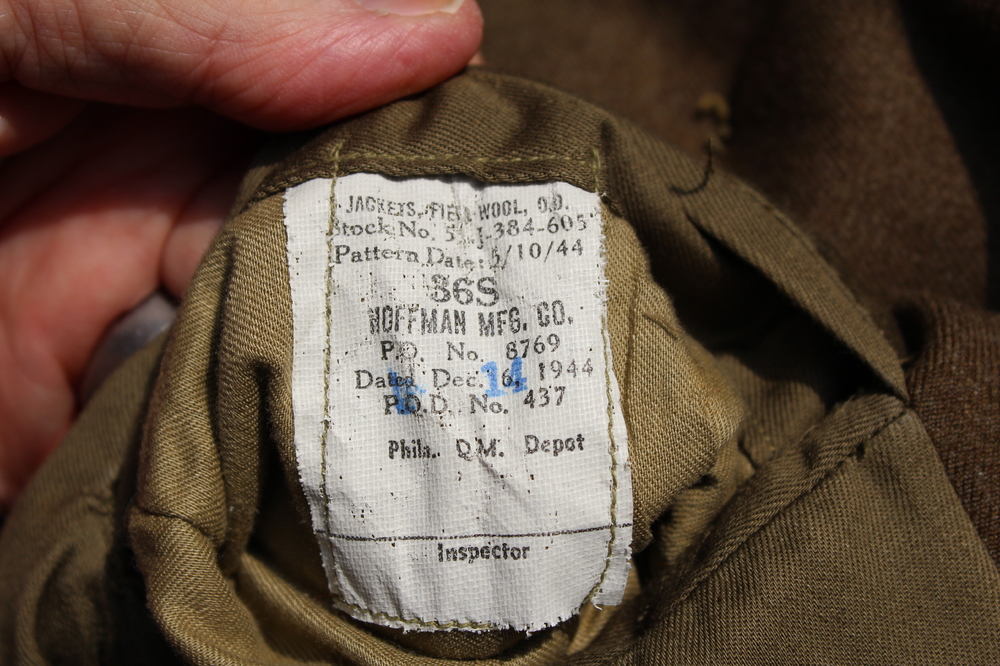 JACKETS, FIELD WOOL, O.D.
Stock No. 55-J-384-605
Pattern Date: 5/10/44
36S
HOFFMAN MFG. CO.
P.O. No. 8769
Dated Dec. 6, 1944
14
P.O.D. No. 437
Phila. Q.M. Depot
Inspector